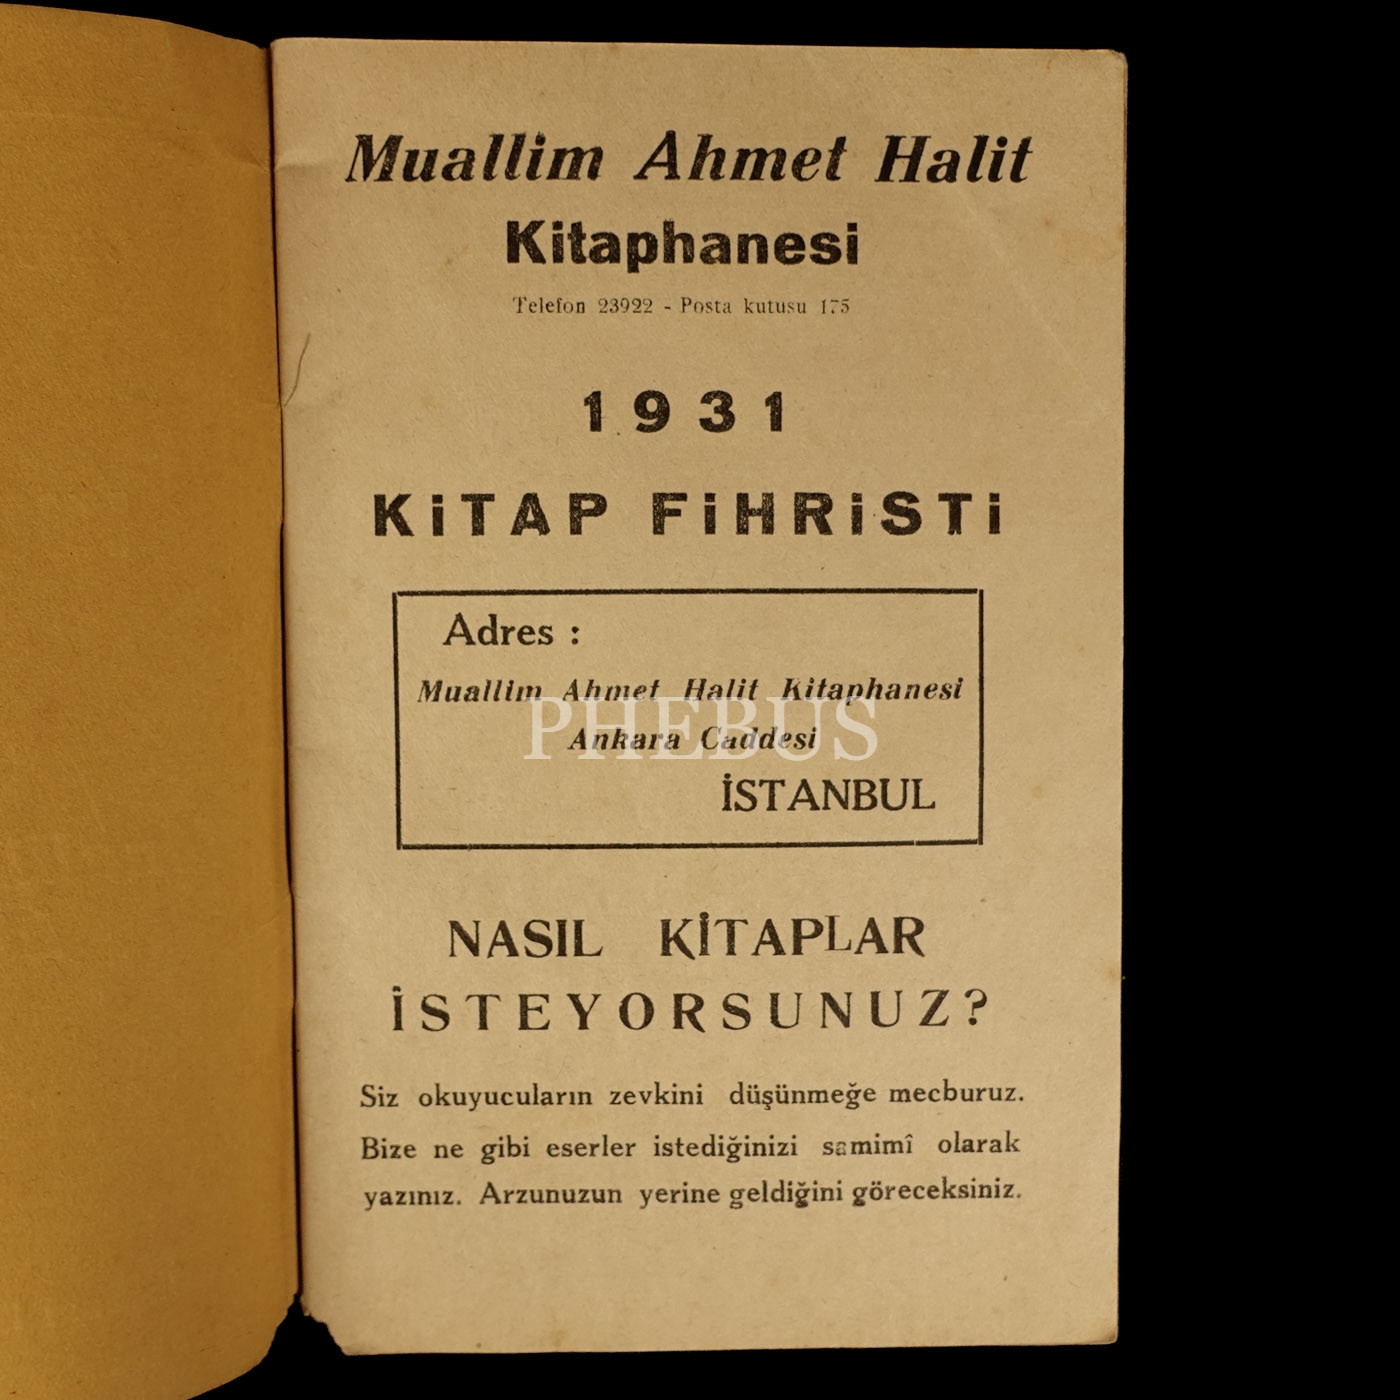 Muallim Ahmet Halit
Kitaphanesi
Telefon 23922 - Posta kutusu 175
1931
KiTAP FiHRiSTi
Adres :
Muallim Ahmet Halit Kitaphanesi
PHEBUS
Ankara Caddesi
İSTANBUL
NASIL KİTAPLAR
İSTEYORSUNUZ?
Siz okuyucuların zevkini düşünmeğe mecburuz.
Bize ne gibi eserler istediğinizi samimî olarak
yazınız. Arzunuzun yerine geldiğini göreceksiniz.